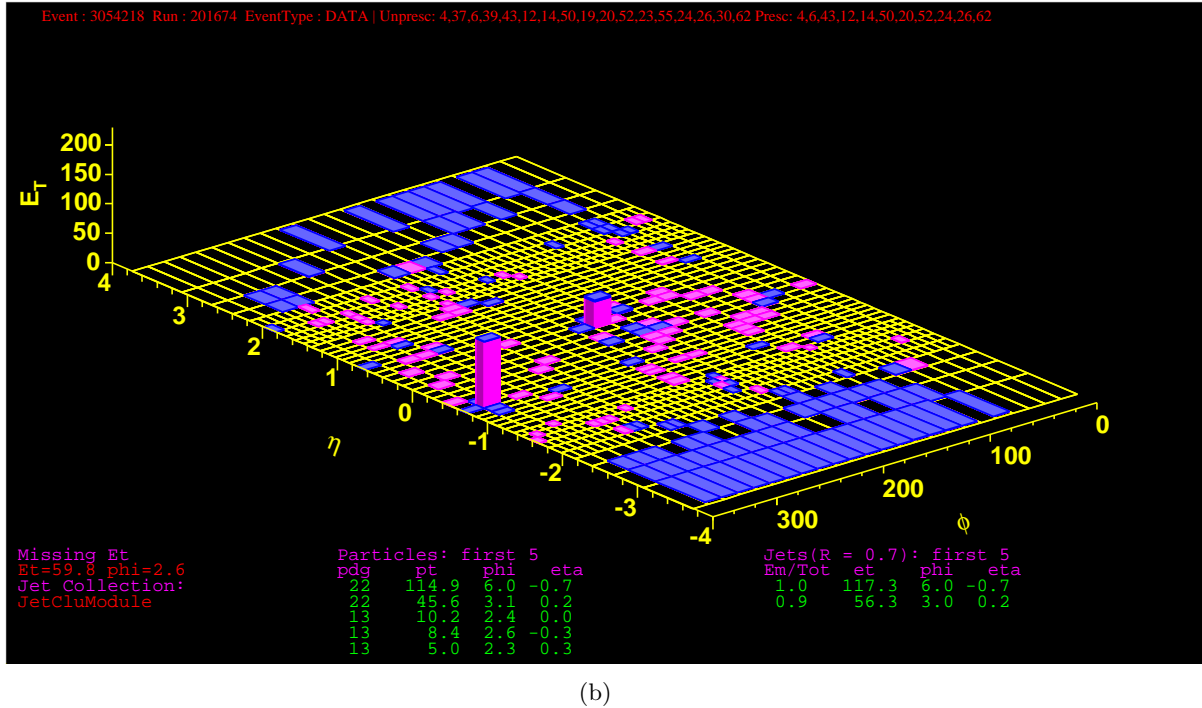 Event : 3054218 Run : 201674 EventType : DATA | Unpresc: 4,37,6,39,43,12,14,50,19,20,52,23,55,24,26,30,62 Presc: 4,6,43,12,14,50,20,52,24,26,62
200
150
100
50
0
E_T
4
3
2
1
0
-1
-2
-3
-4
η
0
100
200
300
ϕ
Missing Et
Et=59.8 phi=2.6
Jet Collection:
JetCluModule
Particles: first 5
pdg pt phi eta
22 114.9 6.0 -0.7
22 45.6 3.1 0.2
13 10.2 2.4 0.0
13 8.4 2.6 -0.3
13 5.0 2.3 0.3
Jets(R = 0.7): first 5
Em/Tot et phi eta
1.0 117.3 6.0 -0.7
0.9 56.3 3.0 0.2
(b)